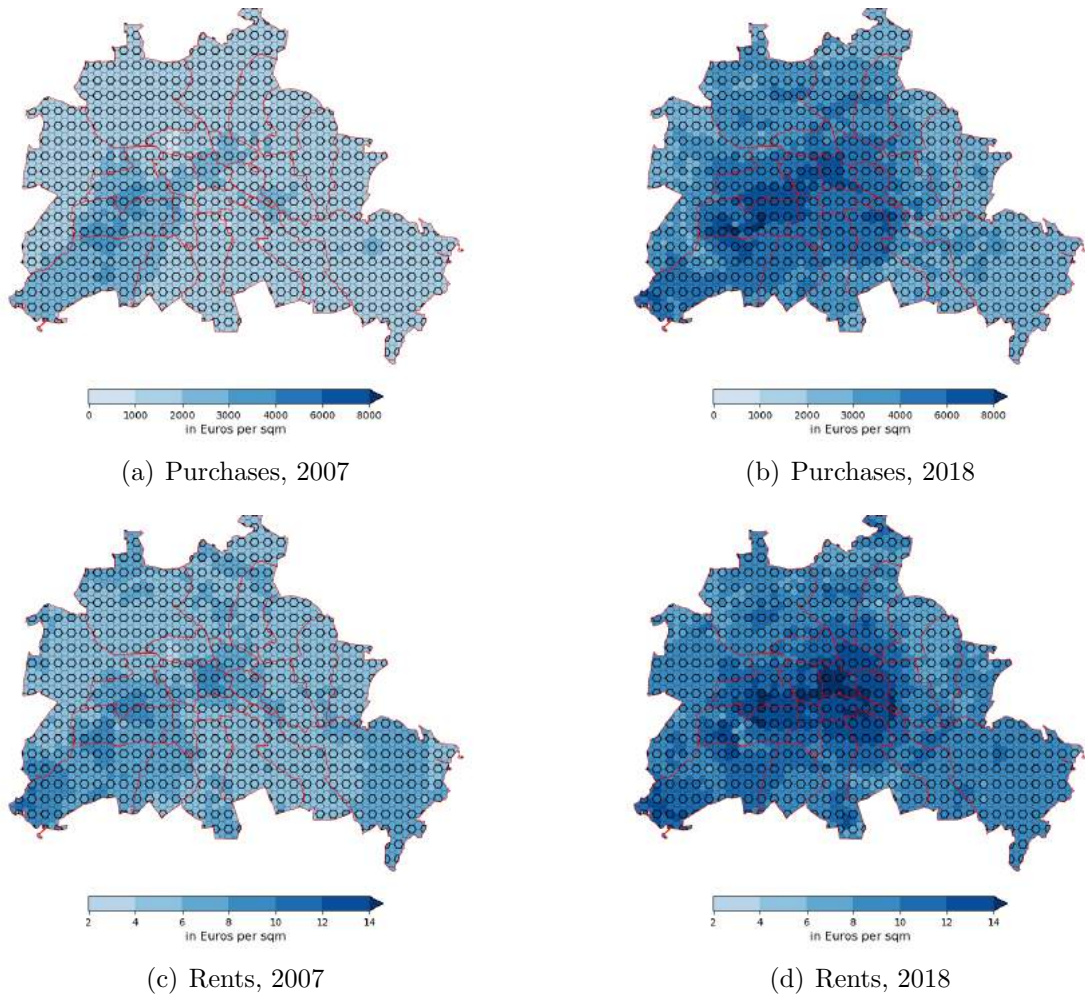 0 1000 2000 3000 4000 6000 8000
in Euros per sqm
(a) Purchases, 2007
0 1000 2000 3000 4000 6000 8000
in Euros per sqm
(b) Purchases, 2018
2 4 6 8 10 12 14
in Euros per sqm
(c) Rents, 2007
2 4 6 8 10 12 14
in Euros per sqm
(d) Rents, 2018